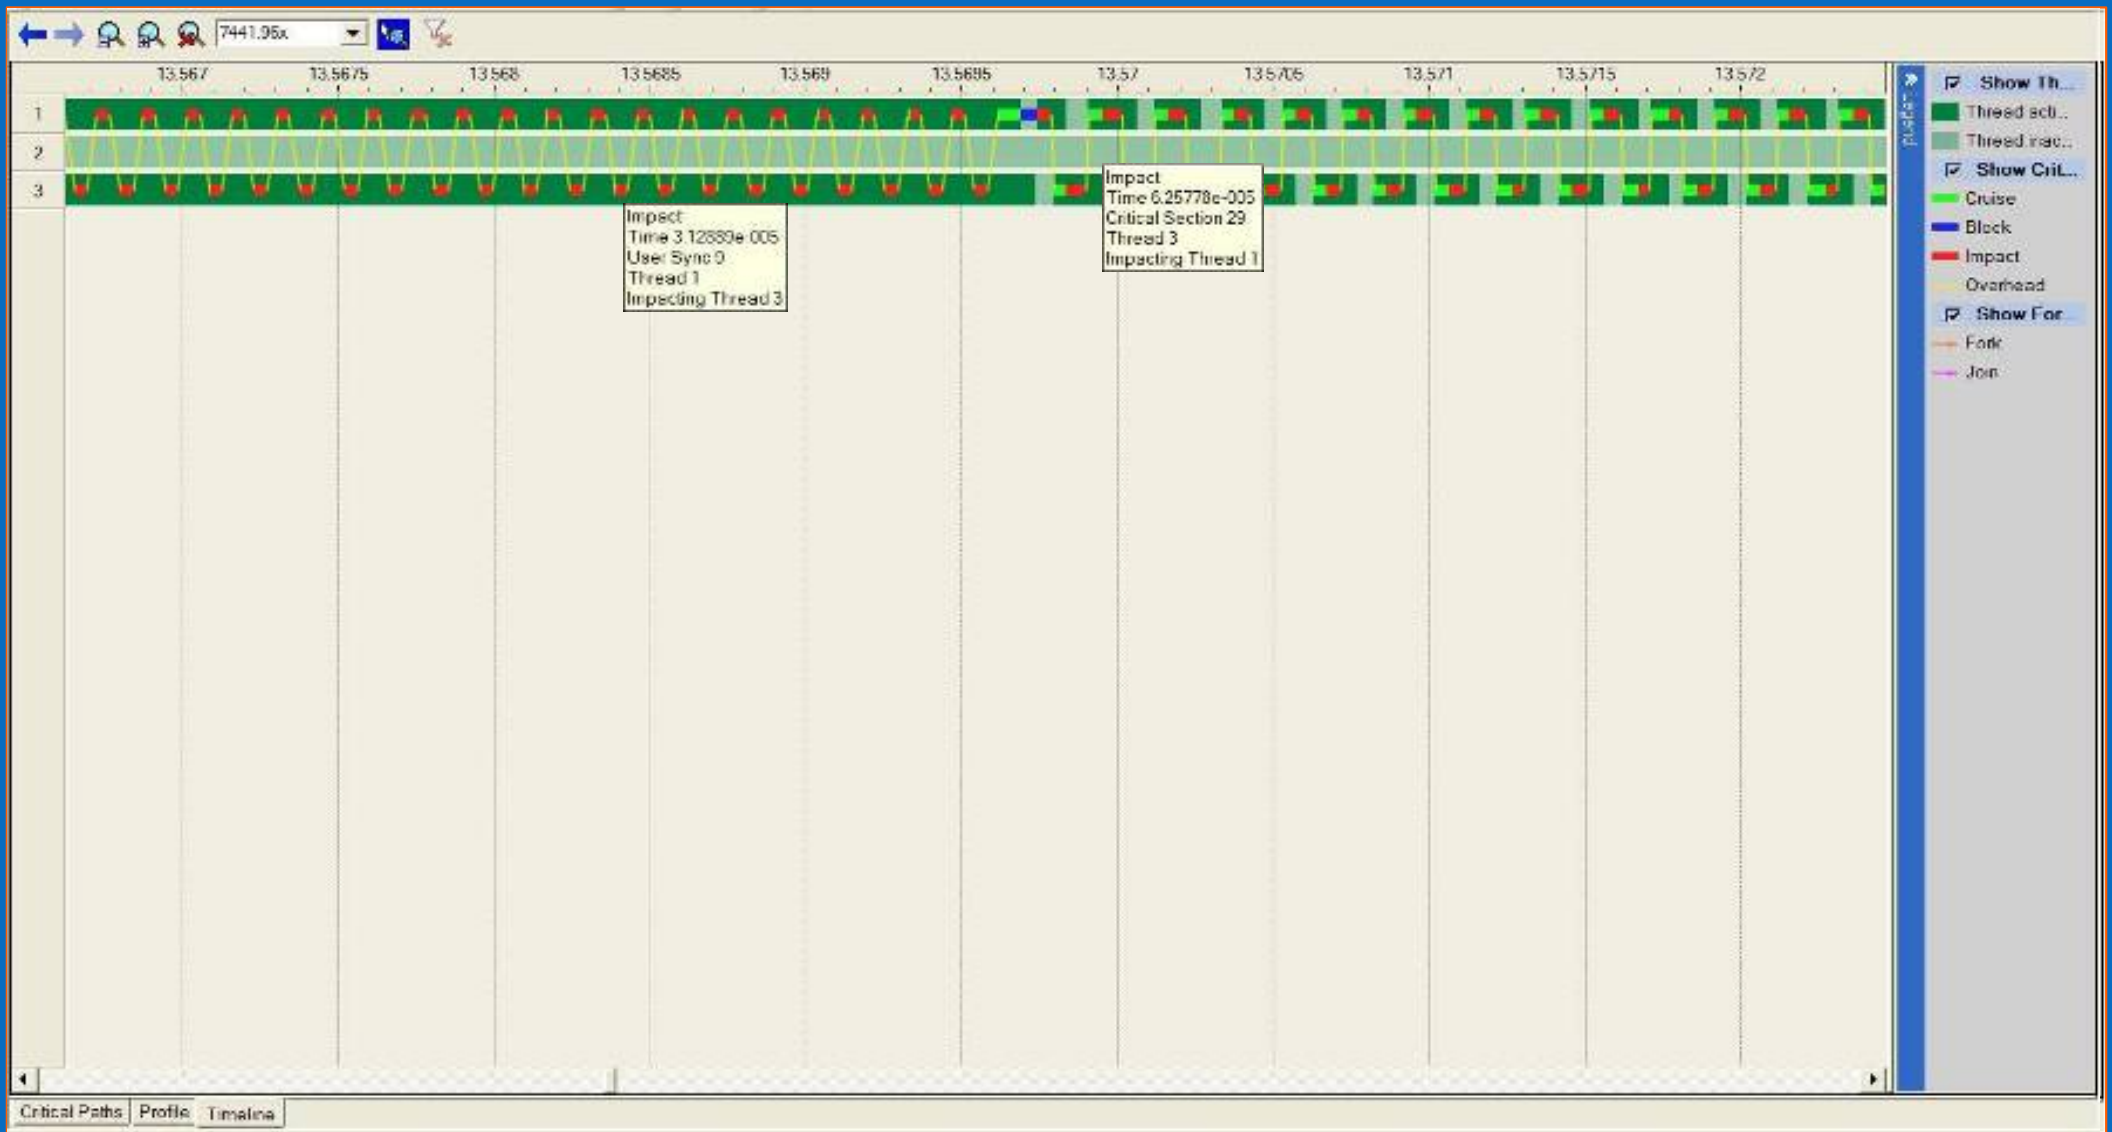 7441.96x
13.567 13.5675 13.568 13.5685 13.569 13.5695 13.57 13.5705 13.571 13.5715 13.572
1
2
3
Impact
Time 3.12889e-005
User Sync 9
Thread 1
Impacting Thread 3
Impact
Time 6.25778e-005
Critical Section 29
Thread 3
Impacting Thread 1
Legend
Show Th...
Thread acti...
Thread inac...
Show Crit...
Cruise
Block
Impact
Overhead
Show For...
Fork
Join
Critical Paths Profile Timeline